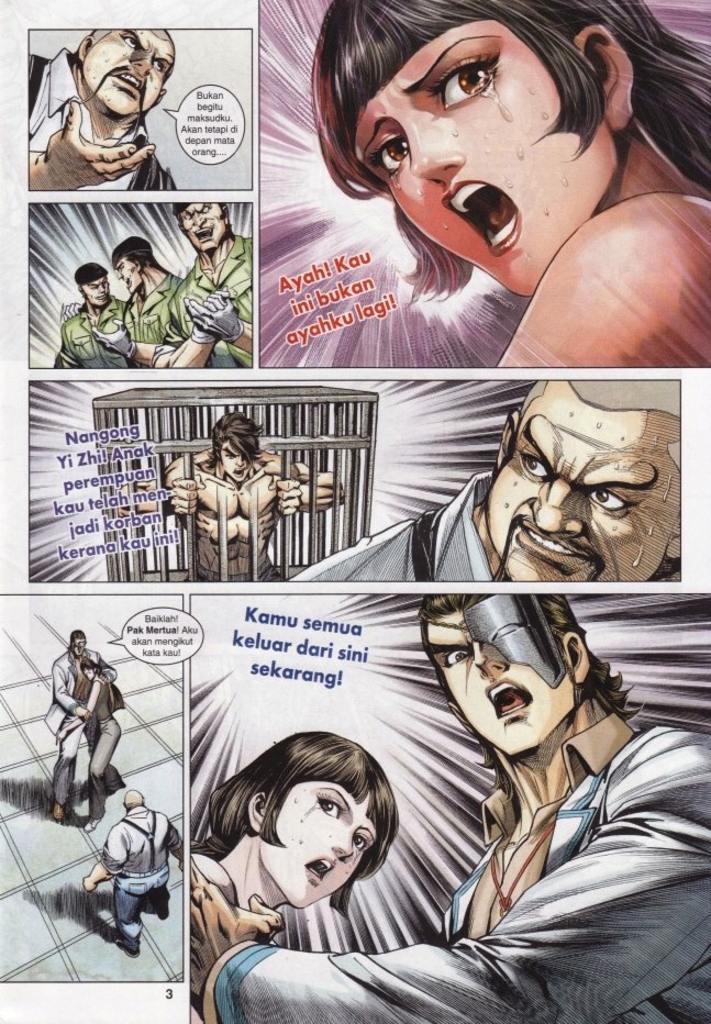 Bukan
begitu
maksudku.
Akan tetapi di
depan mata
orang....
Ayah! Kau
ini bukan
ayahku lagi!
Nangong
Yi Zhi! Anak
perempuan
kau telah men-
jadi korban
kerana kau ini!
Baiklah!
Pak Mertua! Aku
akan mengikut
kata kau!
Kamu semua
keluar dari sini
sekarang!
3